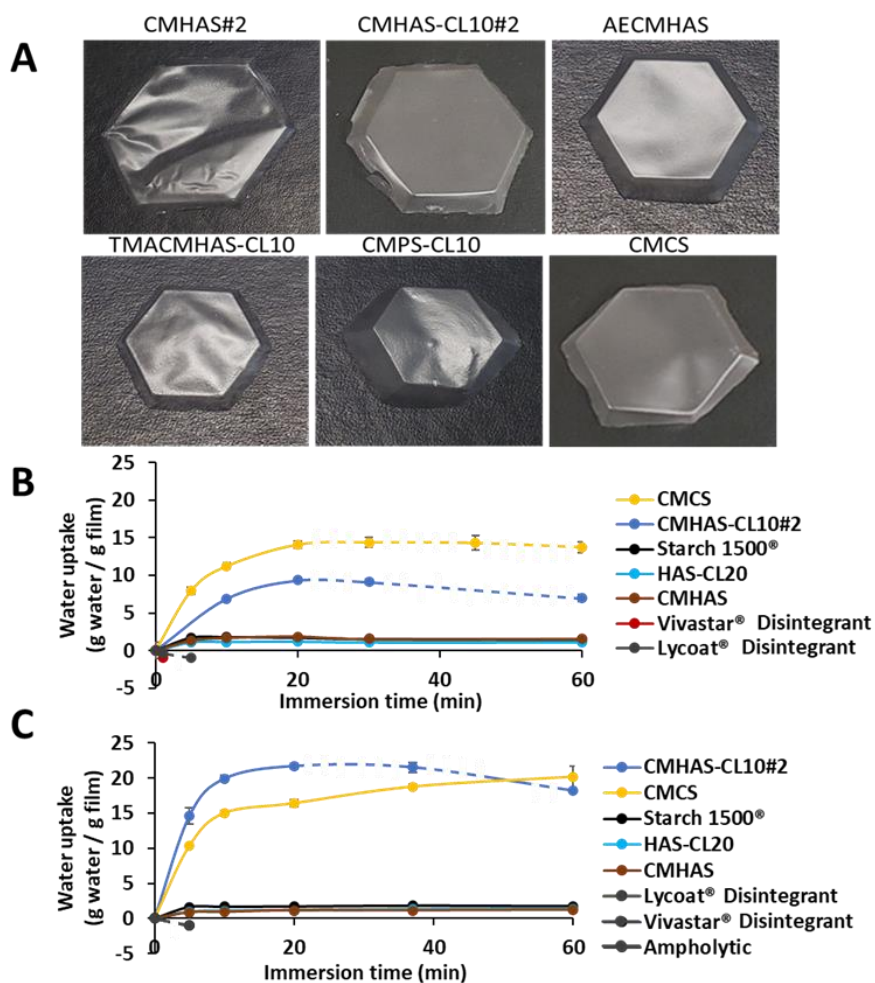 CMHAS#2
CMHAS-CL10#2
AECMHAS
A
TMACMHAS-CL10
CMPS-CL10
CMCS
B
25
20
15
10
5
0
-5
Water uptake
(g water / g film)
0
20
40
60
Immersion time (min)
CMCS
CMHAS-CL10#2
Starch 1500®
HAS-CL20
CMHAS
Vivastar® Disintegrant
Lycoat® Disintegrant
C
25
20
15
10
5
0
-5
Water uptake
(g water / g film)
0
20
40
60
Immersion time (min)
CMHAS-CL10#2
CMCS
Starch 1500®
HAS-CL20
CMHAS
Lycoat® Disintegrant
Vivastar® Disintegrant
Ampholytic